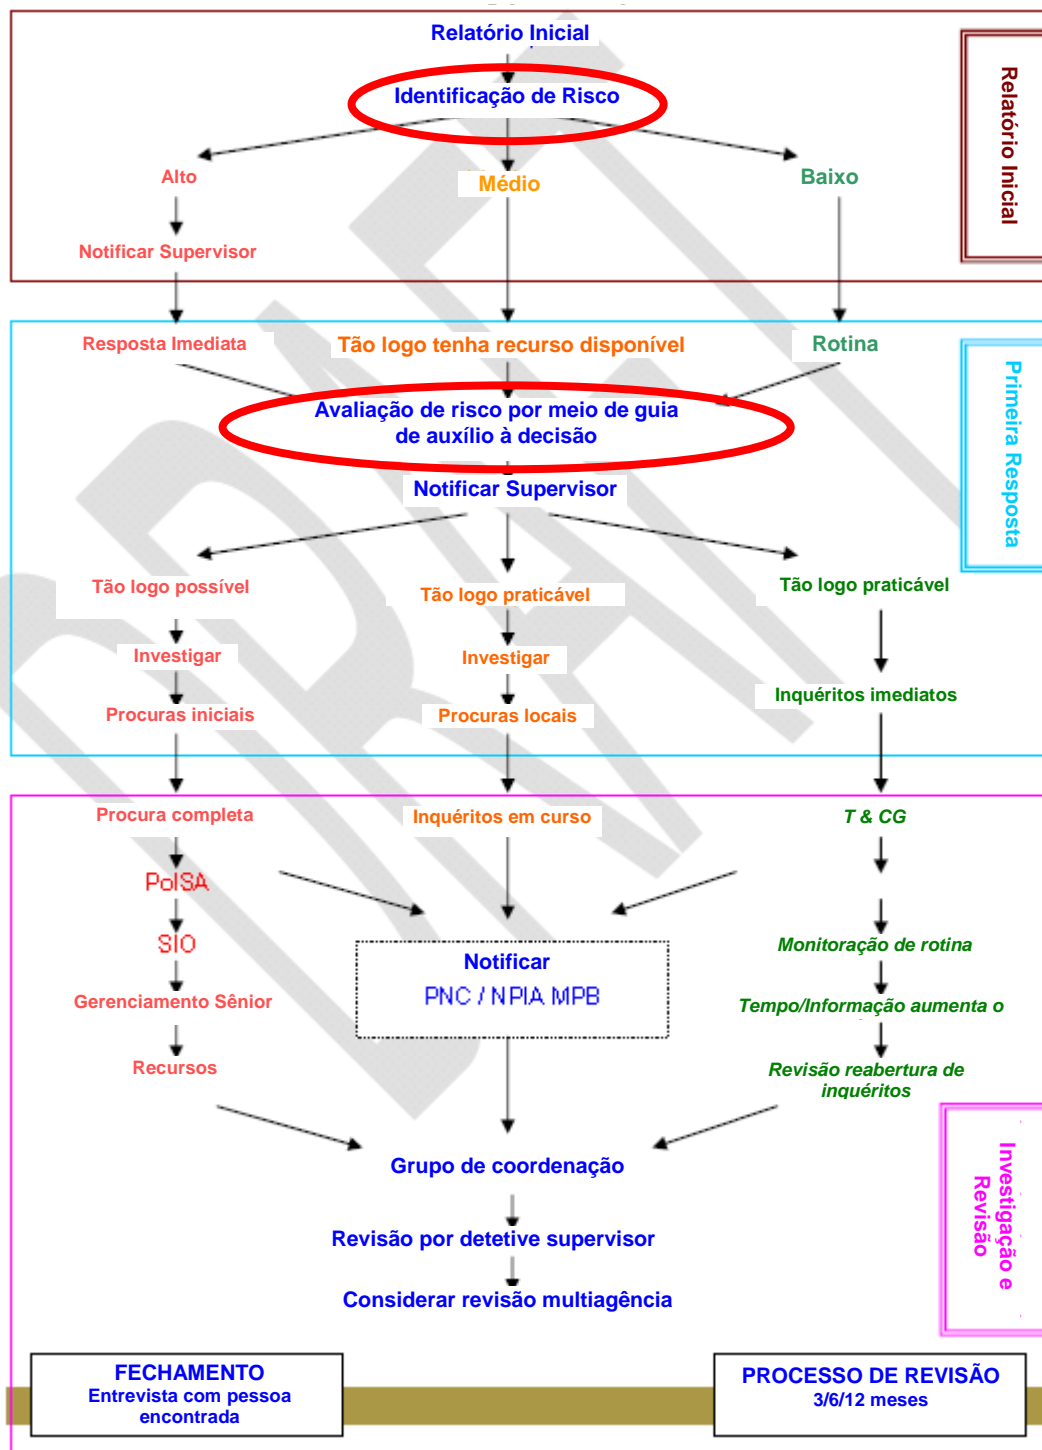 Relatório Inicial
Identificação de Risco
Alto
Médio
Baixo
Notificar Supervisor
Relatório Inicial
Resposta Imediata
Tão logo tenha recurso disponível
Rotina
Avaliação de risco por meio de guia
de auxílio à decisão
Notificar Supervisor
Primeira Resposta
Tão logo possível
Tão logo praticável
Tão logo praticável
Investigar
Investigar
Inquéritos imediatos
Procuras iniciais
Procuras locais
Procura completa
Inquéritos em curso
T & CG
PolSA
SIO
Notificar
PNC / NPIA MPB
Monitoração de rotina
Gerenciamento Sênior
Tempo/Informação aumenta o
Recursos
Revisão reabertura de
inquéritos
Grupo de coordenação
Revisão por detetive supervisor
Considerar revisão multiagência
Investigação e
Revisão
FECHAMENTO
Entrevista com pessoa
encontrada
PROCESSO DE REVISÃO
3/6/12 meses